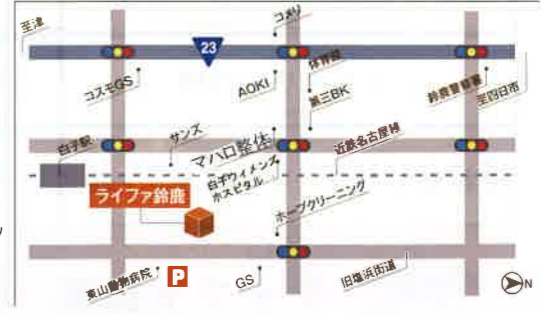 至津
コメリ
23
体育館
コスモGS
AOKI
第三BK
鈴鹿警察署
至四日市
白子駅
サンズ
マハロ整体
近鉄名古屋線
白子ウィメンズ
ホスピタル
ライファ鈴鹿
ホープクリーニング
東山動物病院
P
GS
旧塩浜街道
N